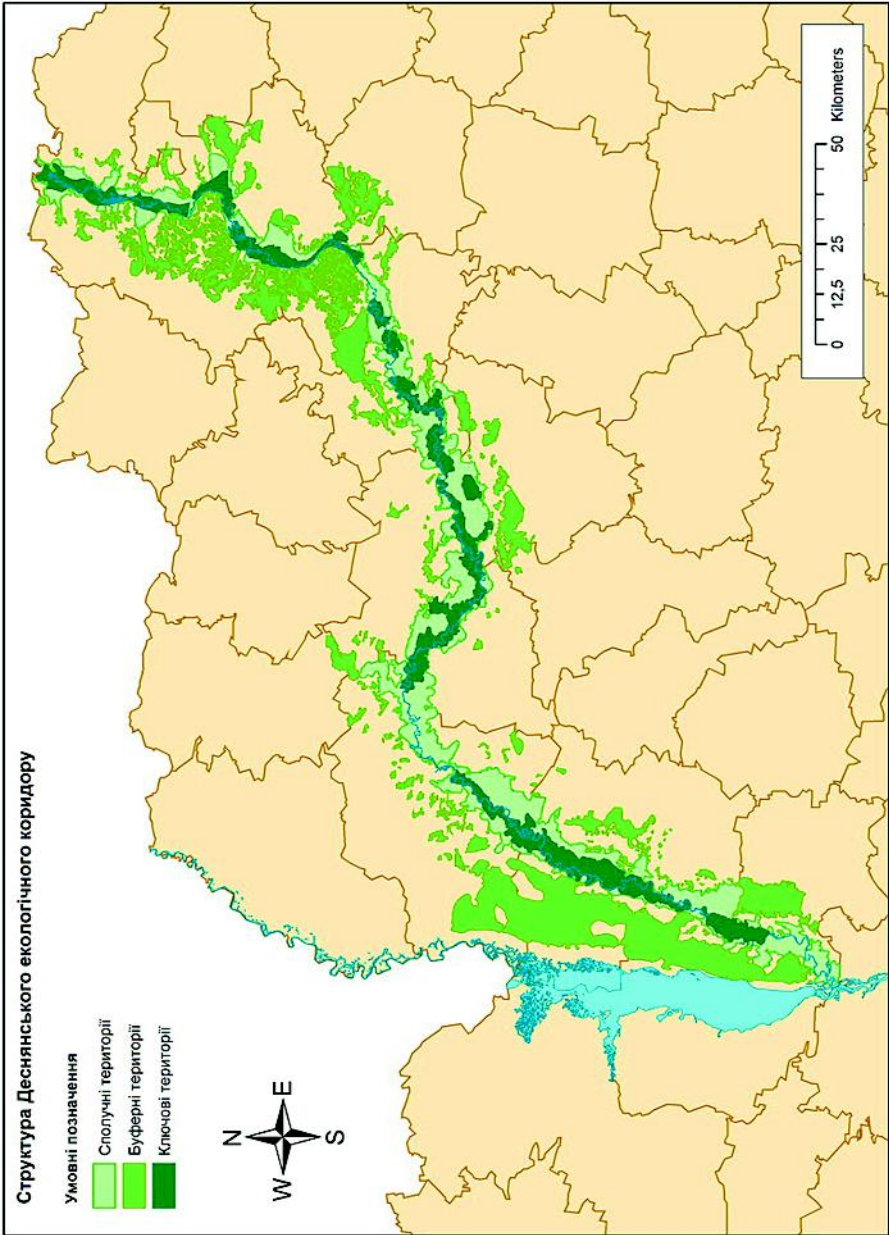 Структура Деснянського екологічного коридору
Умовні позначення
Сполучні території
Буферні території
Ключові території
N
W E
S
0 12,5 25 50 Kilometers